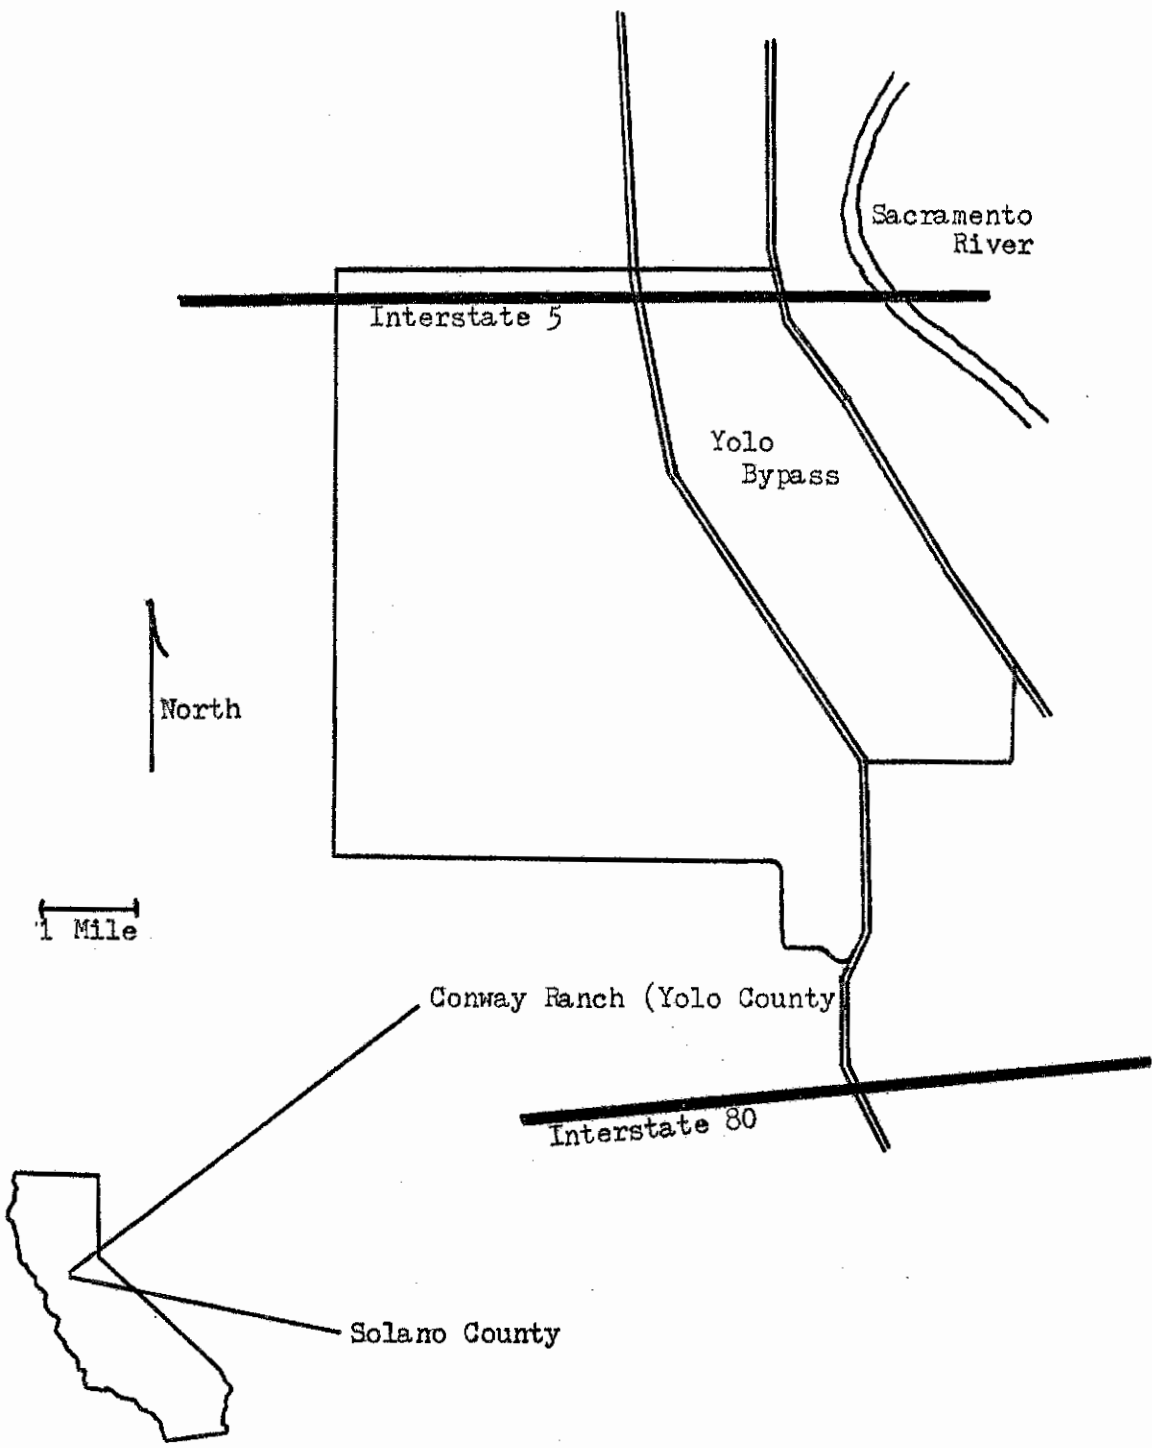 Sacramento
River
Interstate 5
Yolo
Bypass
North
1 Mile
Conway Ranch (Yolo County
Interstate 80
Solano County